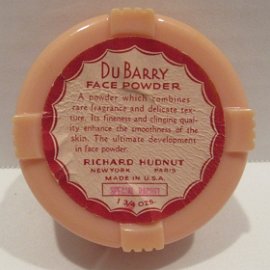 DU BARRY
FACE POWDER
A powder which combines
rare fragrance and delicate tex-
ture. Its fineness and clinging qual-
ity enhance the smoothness of the
skin. The ultimate development
in face powder.
RICHARD HUDNUT
NEW YORK PARIS
MADE IN U.S.A.
SPECIAL
1 3/4 OZS.